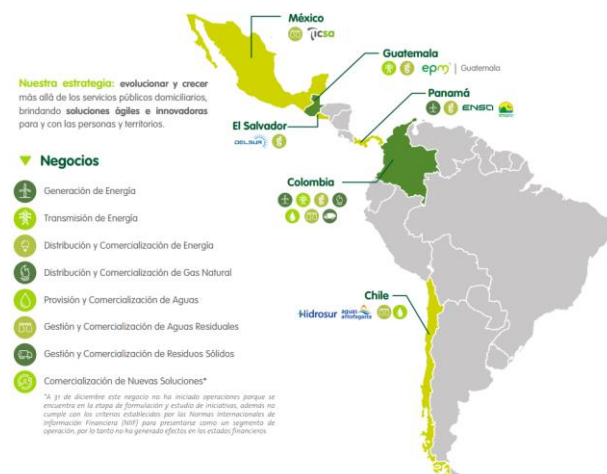 México
ticsa
Guatemala
epm | Guatemala
Nuestra estrategia: evolucionar y crecer
más allá de los servicios públicos domiciliarios,
brindando soluciones ágiles e innovadoras
para y con las personas y territorios.
Panamá
ENSA
El Salvador
DELSUR
Negocios
Colombia
Generación de Energía
Transmisión de Energía
Distribución y Comercialización de Energía
Distribución y Comercialización de Gas Natural
Provisión y Comercialización de Aguas
Gestión y Comercialización de Aguas Residuales
Gestión y Comercialización de Residuos Sólidos
Comercialización de Nuevas Soluciones*
Chile
Hidrosur
aguas antofagasta
*A 31 de diciembre este negocio no ha iniciado operaciones porque se
encuentra en la etapa de formulación y estudio de iniciativas, además no
cumple con los criterios establecidos por las Normas Internacionales de
Información Financiera (NIIF) para presentarse como un segmento de
operación, por lo tanto no ha generado efectos en los estados financieros